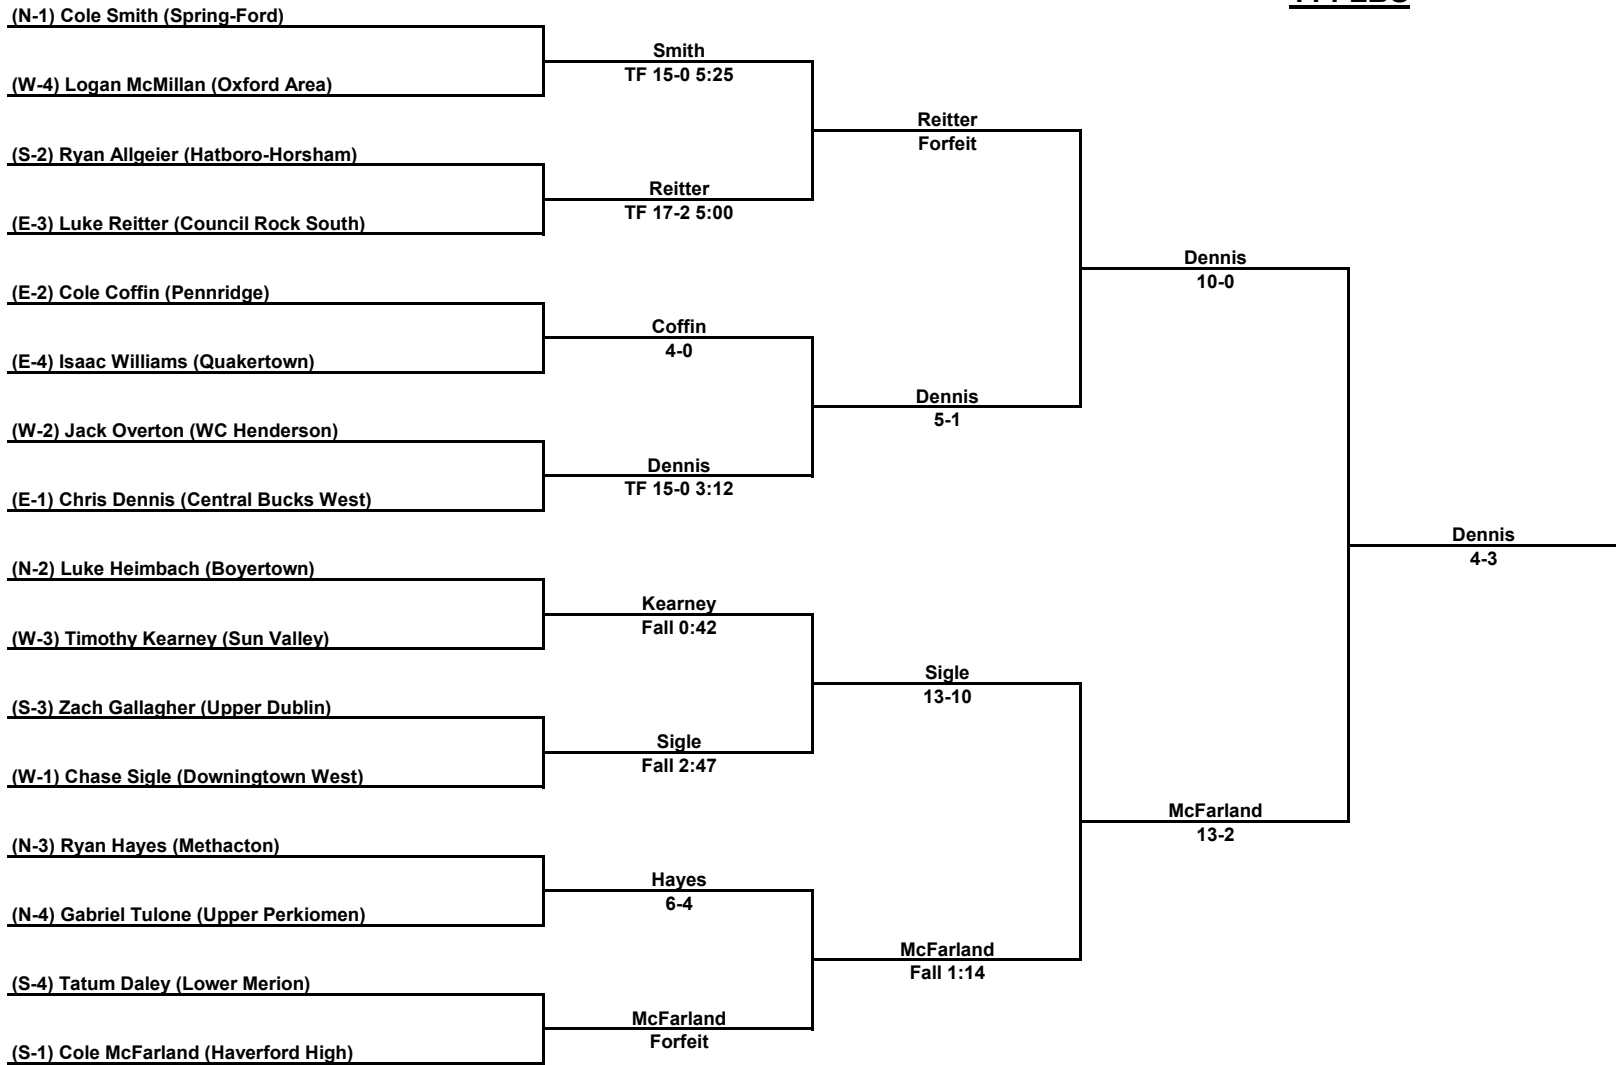 (N-1) Cole Smith (Spring-Ford)
(W-4) Logan McMillan (Oxford Area)
(S-2) Ryan Allgeier (Hatboro-Horsham)
(E-3) Luke Reitter (Council Rock South)
(E-2) Cole Coffin (Pennridge)
(E-4) Isaac Williams (Quakertown)
(W-2) Jack Overton (WC Henderson)
(E-1) Chris Dennis (Central Bucks West)
(N-2) Luke Heimbach (Boyertown)
(W-3) Timothy Kearney (Sun Valley)
(S-3) Zach Gallagher (Upper Dublin)
(W-1) Chase Sigle (Downingtown West)
(N-3) Ryan Hayes (Methacton)
(N-4) Gabriel Tulone (Upper Perkiomen)
(S-4) Tatum Daley (Lower Merion)
(S-1) Cole McFarland (Haverford High)
Smith
TF 15-0 5:25
Reitter
TF 17-2 5:00
Coffin
4-0
Dennis
TF 15-0 3:12
Kearney
Fall 0:42
Sigle
Fall 2:47
Hayes
6-4
McFarland
Forfeit
Reitter
Forfeit
Dennis
5-1
Sigle
13-10
McFarland
Fall 1:14
Dennis
10-0
McFarland
13-2
Dennis
4-3